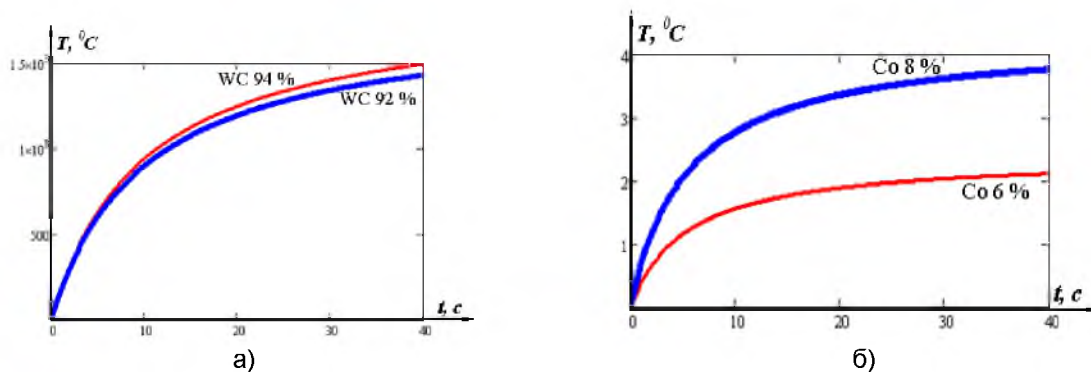 T, ⁰C
1.5×10³
WC 94 %
WC 92 %
1×10³
500
t, c
0 10 20 30 40
а)
T, ⁰C
4
Co 8 %
3
2
Co 6 %
1
t, c
0 10 20 30 40
б)